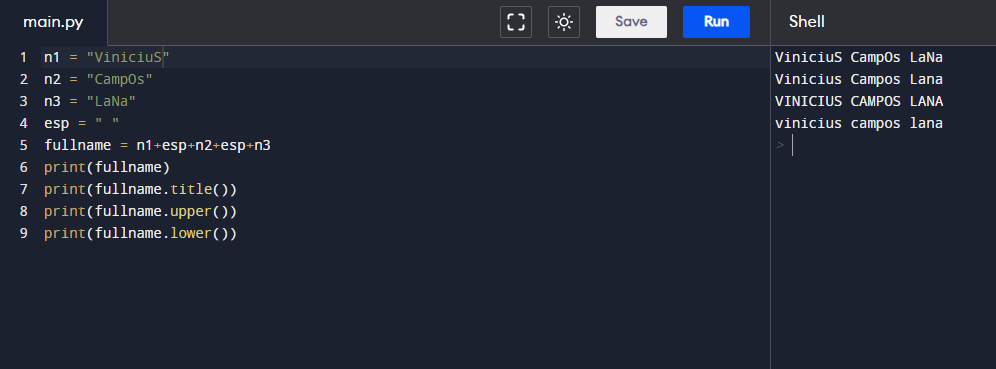 main.py
Save
Run
Shell
1 n1 = "ViniciuS"
2 n2 = "CampOs"
3 n3 = "LaNa"
4 esp = " "
5 fullname = n1+esp+n2+esp+n3
6 print(fullname)
7 print(fullname.title())
8 print(fullname.upper())
9 print(fullname.lower())
ViniciuS CampOs LaNa
Vinicius Campos Lana
VINICIUS CAMPOS LANA
vinicius campos lana
>